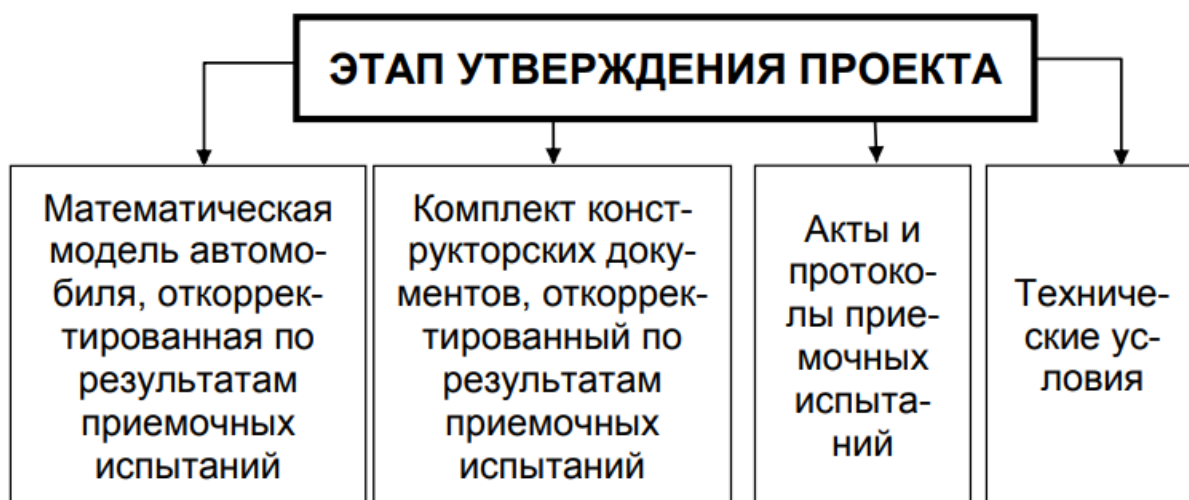 ЭТАП УТВЕРЖДЕНИЯ ПРОЕКТА
Математическая
модель автомо-
биля, откоррек-
тированная по
результатам
приемочных
испытаний
Комплект конст-
рукторских доку-
ментов, откоррек-
тированный по
результатам
приемочных
испытаний
Акты и
протоко-
лы прие-
мочных
испыта-
ний
Техниче-
ские ус-
ловия